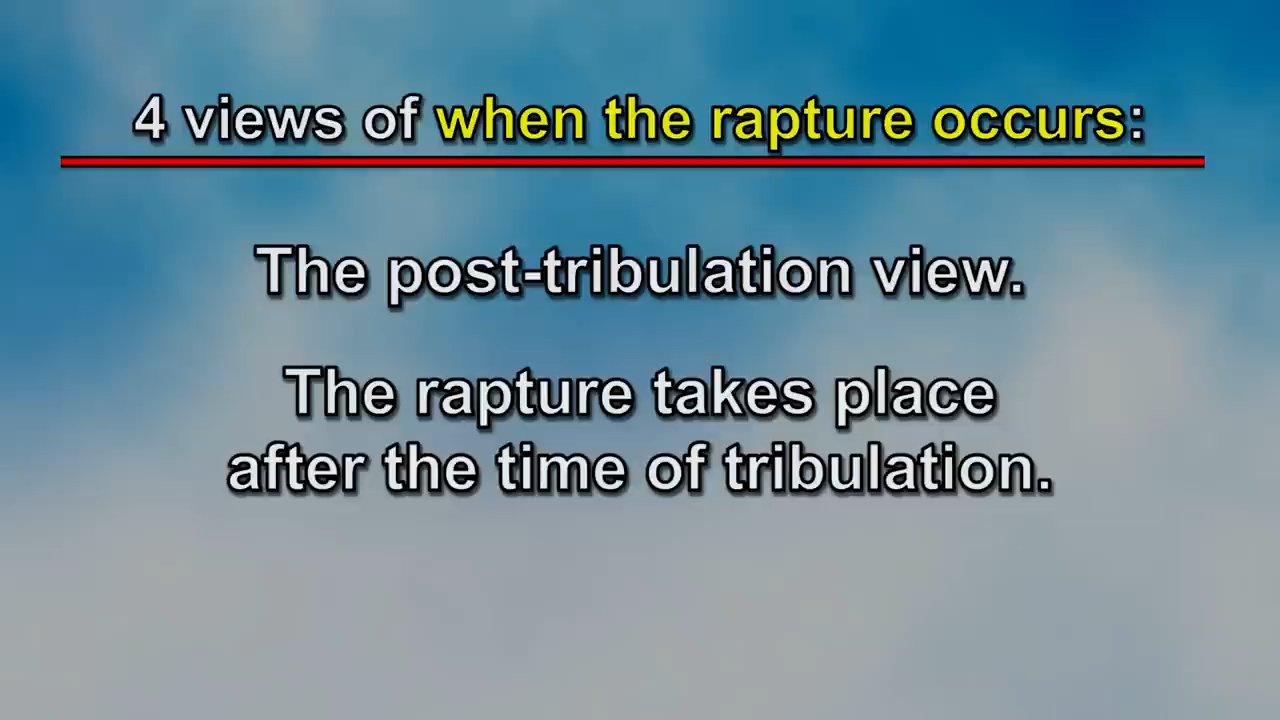 4 views of when the rapture occurs:
The post-tribulation view.
The rapture takes place
after the time of tribulation.